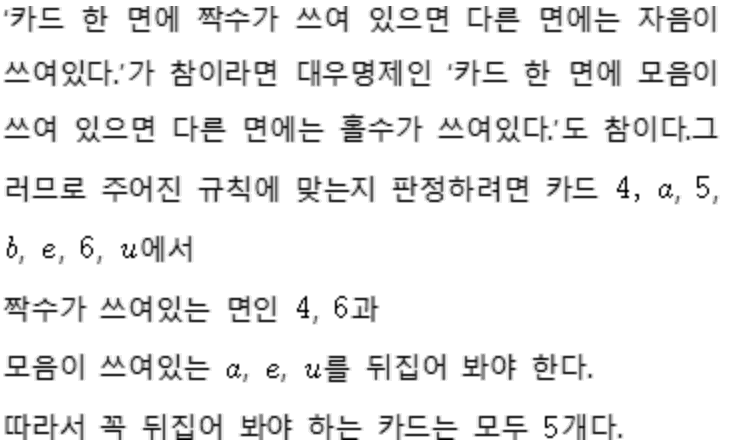 '카드 한 면에 짝수가 쓰여 있으면 다른 면에는 자음이
쓰여있다.'가 참이라면 대우명제인 '카드 한 면에 모음이
쓰여 있으면 다른 면에는 홀수가 쓰여있다.'도 참이다.그
러므로 주어진 규칙에 맞는지 판정하려면 카드 4, a, 5,
b, e, 6, u에서
짝수가 쓰여있는 면인 4, 6과
모음이 쓰여있는 a, e, u를 뒤집어 봐야 한다.
따라서 꼭 뒤집어 봐야 하는 카드는 모두 5개다.